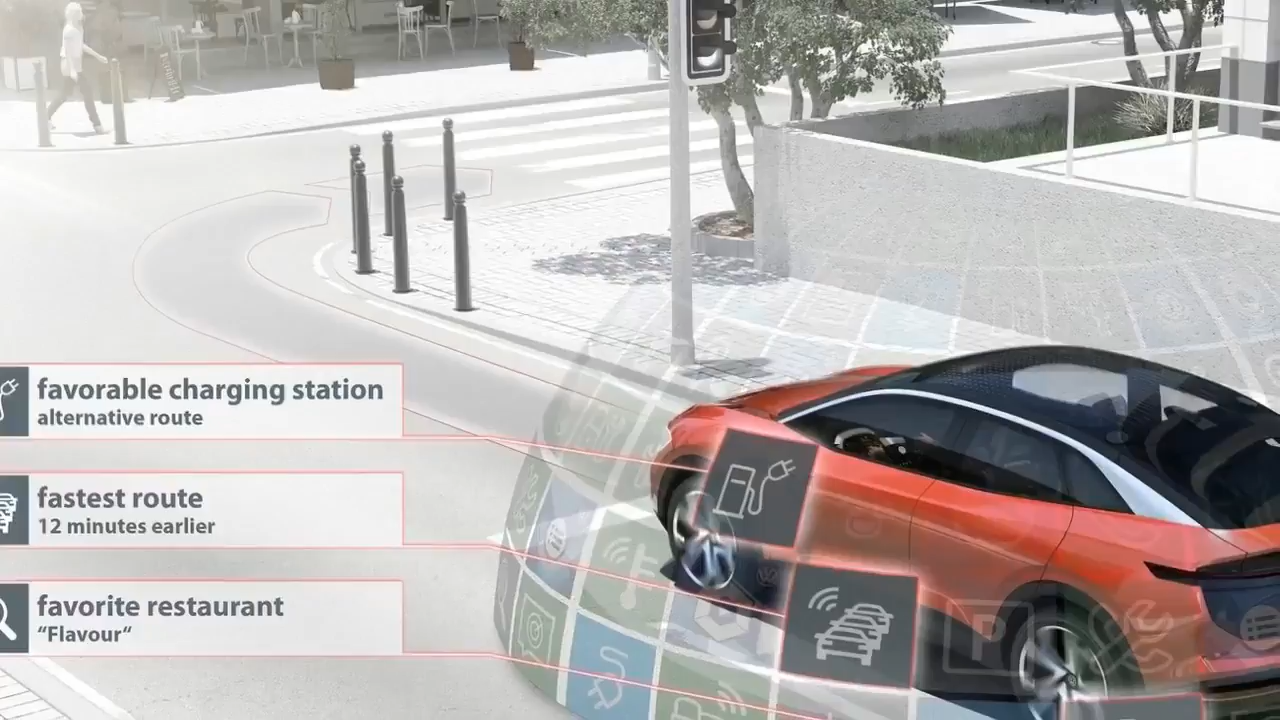 favorable charging station
alternative route
fastest route
12 minutes earlier
favorite restaurant
“Flavour“
P